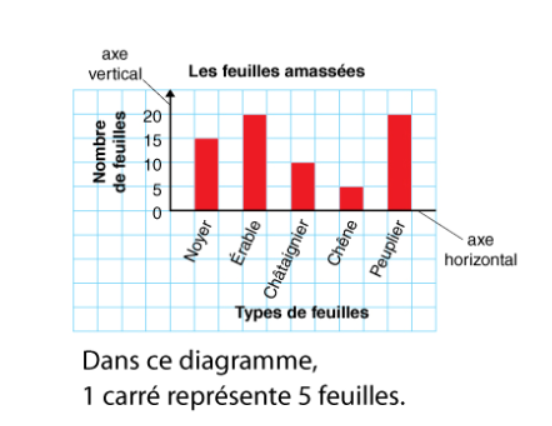 axe
vertical
Les feuilles amassées
Nombre
de feuilles
20
15
10
5
0
Noyer
Érable
Châtaignier
Chêne
Peuplier
axe
horizontal
Types de feuilles
Dans ce diagramme,
1 carré représente 5 feuilles.